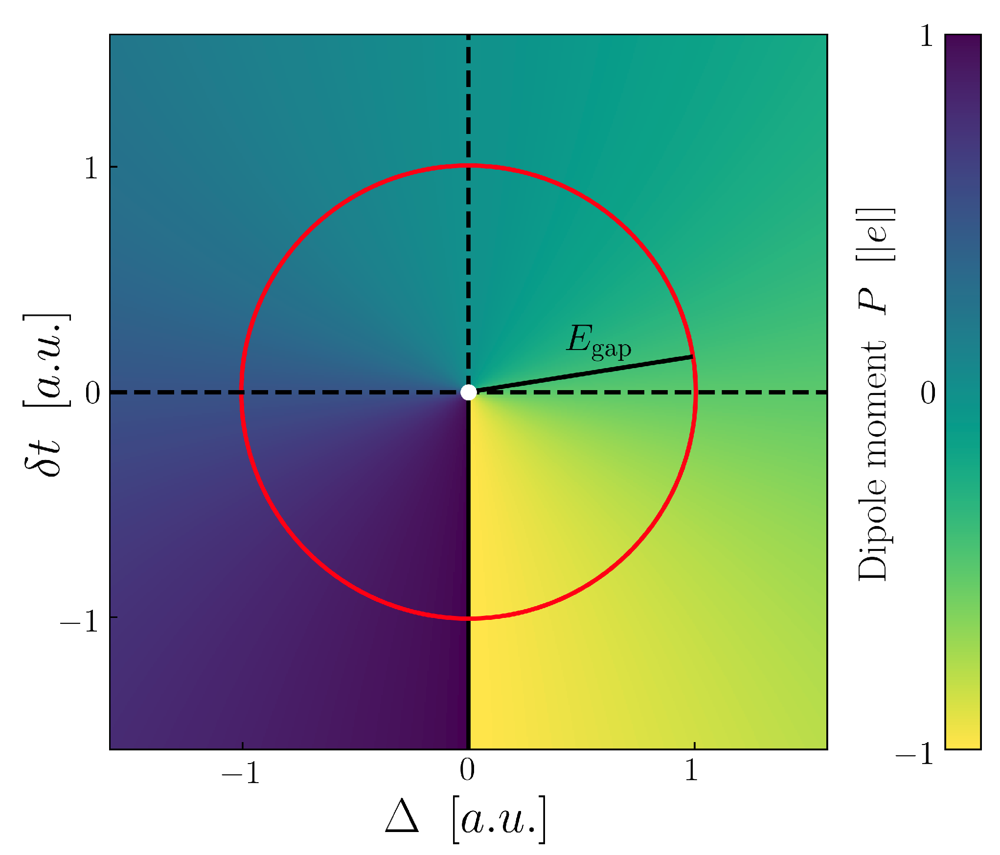 δt [a.u.]
1
0
−1
E_gap
−1
0
1
Δ [a.u.]
Dipole moment P [|e|]
1
0
−1